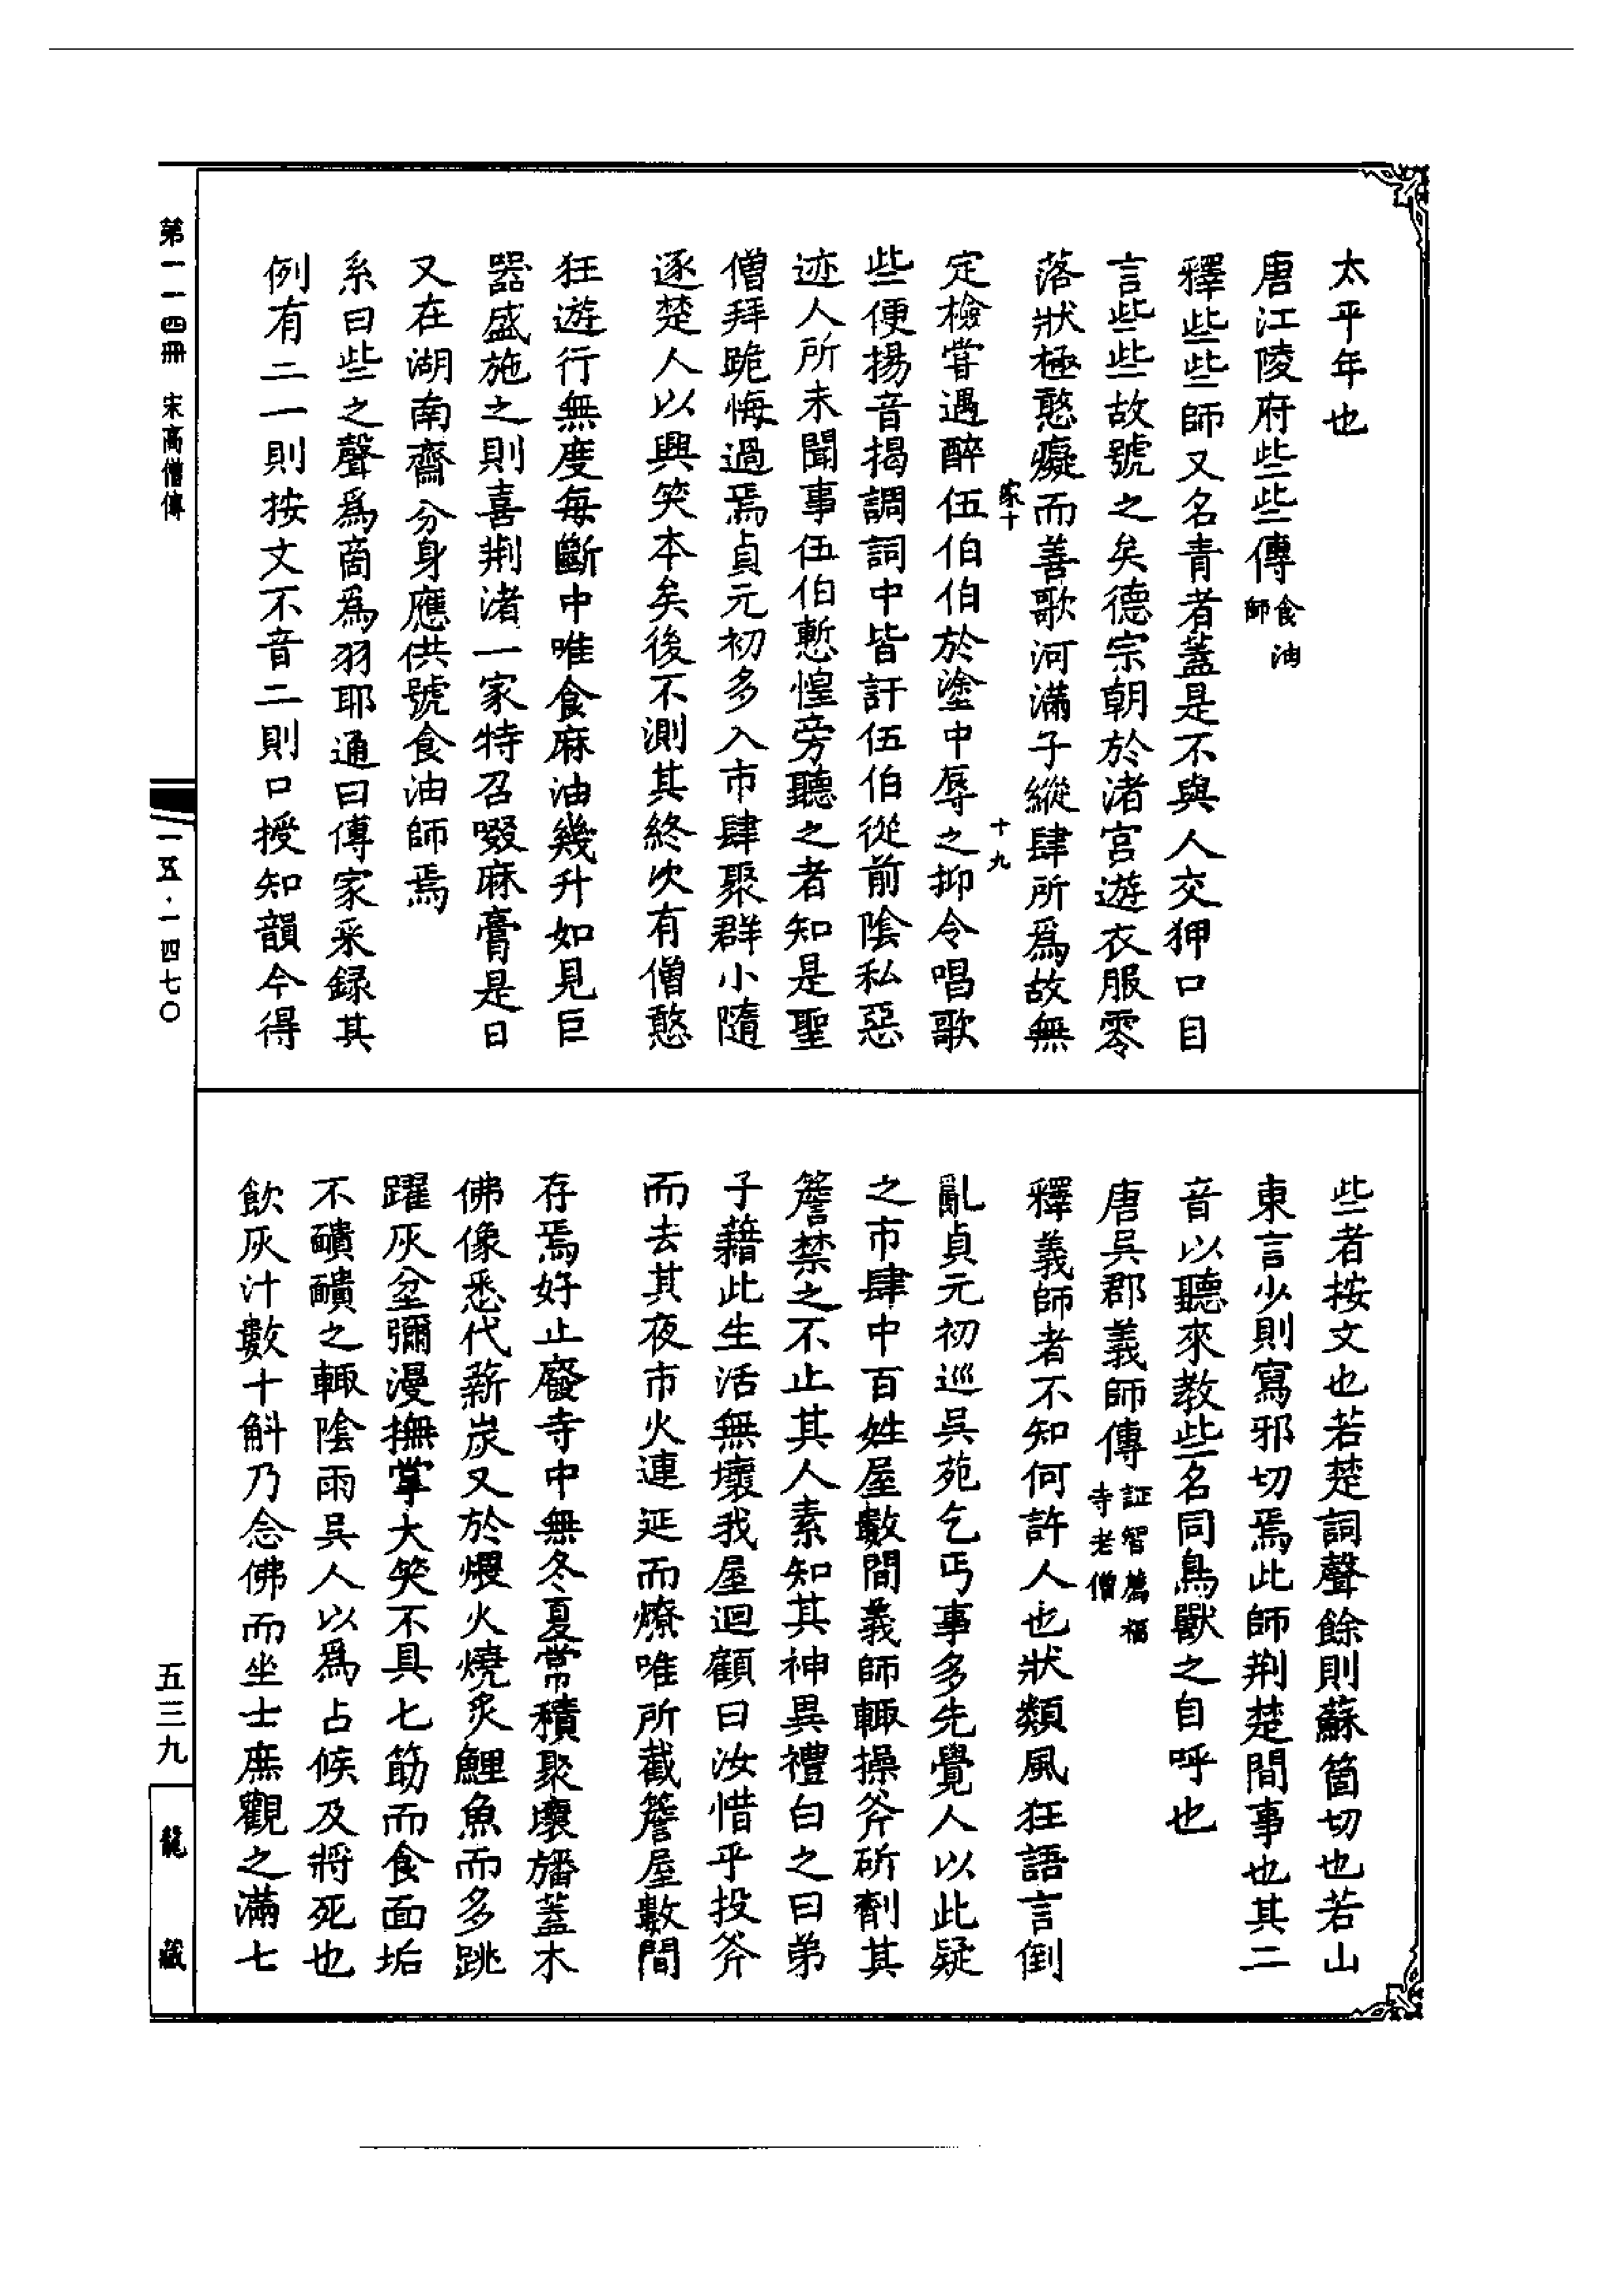 太平年也
唐江陵府些些傳食油師
釋些些師又名青者蓋是不與人交狎口自
言些些故號之矣德宗朝於渚宮遊衣服零
落狀極憨癡而善歌河滿子縱肆所爲故無
家十
十九
定檢嘗遇醉伍伯伯於塗中辱之抑令唱歌
些便揚音揭調詞中皆訐伍伯從前陰私惡
迹人所未聞事伍伯慙惶旁聽之者知是聖
僧拜跪悔過焉貞元初多入市肆聚群小隨
逐楚人以興笑本矣後不測其終次有僧憨
狂遊行無度每斷中唯食麻油幾升如見巨
器盛施之則喜荆渚一家特召啜麻膏是日
又在湖南齋分身應供號食油師焉
系曰些之聲爲啇爲羽耶通曰傳家采録其
例有二一則按文不音二則口授知韻今得
些者按文也若楚詞聲餘則蘇箇切也若山
東言少則寫邪切焉此師荆楚間事也其二
音以聽來教些名同鳥獸之自呼也
唐吳郡義師傳証智薦福寺老僧
釋義師者不知何許人也狀類風狂語言倒
亂貞元初巡吳苑乞丐事多先覺人以此疑
之市肆中百姓屋數間義師輒操斧斫劑其
簷禁之不止其人素知其神異禮白之曰弟
子藉此生活無壞我屋迴顧曰汝惜乎投斧
而去其夜市火連延而燎唯所截簷屋數間
存焉好止廢寺中無冬夏常積聚壞旛蓋木
佛像悉代薪炭又於煨火燒炙鯉魚而多跳
躍灰坌彌漫撫掌大笑不具七筯而食面垢
不靧靧之輒陰雨吳人以爲占候及將死也
飲灰汁數十斛乃念佛而坐士庶觀之滿七
第一一四冊 宋高僧傳
一五·一四七〇
五三九
龍藏